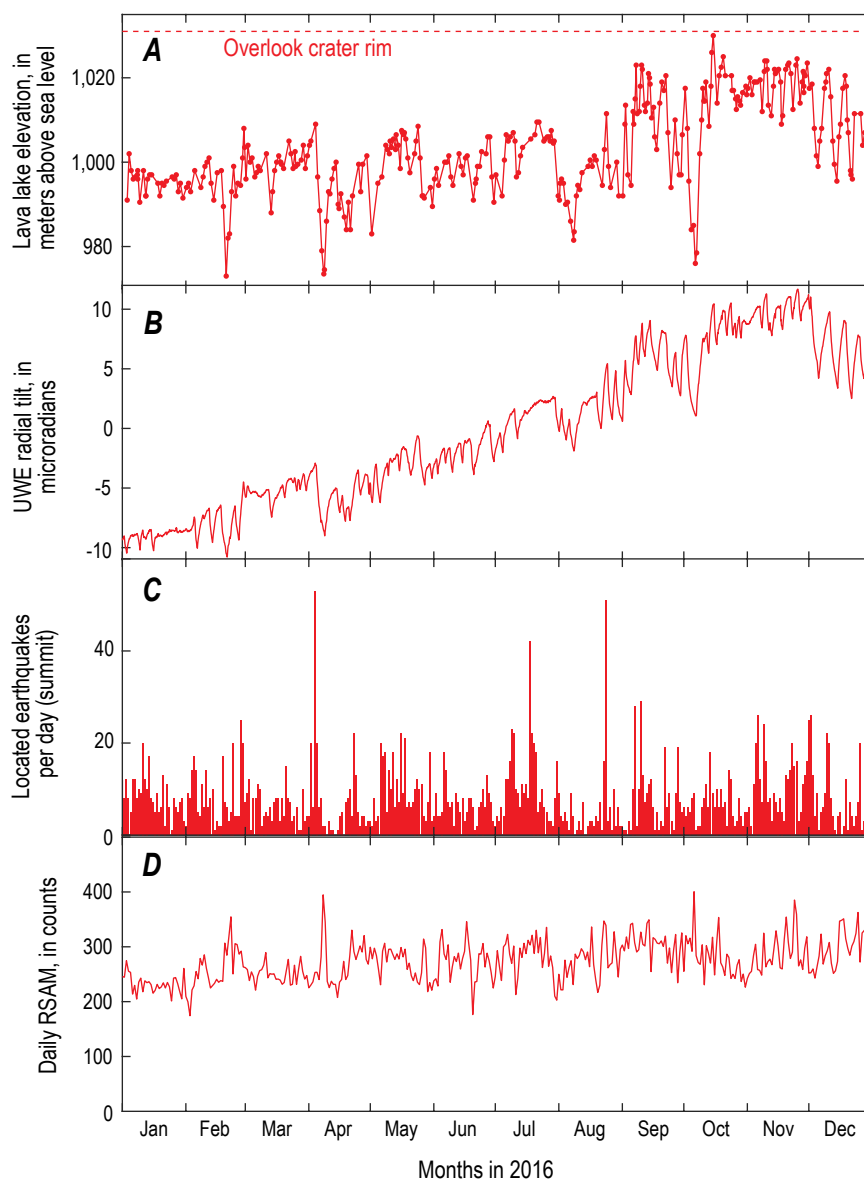 A
Overlook crater rim
Lava lake elevation, in
meters above sea level
1,020
1,000
980
B
UWE radial tilt, in
microradians
10
5
0
-5
-10
C
Located earthquakes
per day (summit)
40
20
0
D
Daily RSAM, in counts
400
300
200
100
0
Jan Feb Mar Apr May Jun Jul Aug Sep Oct Nov Dec
Months in 2016